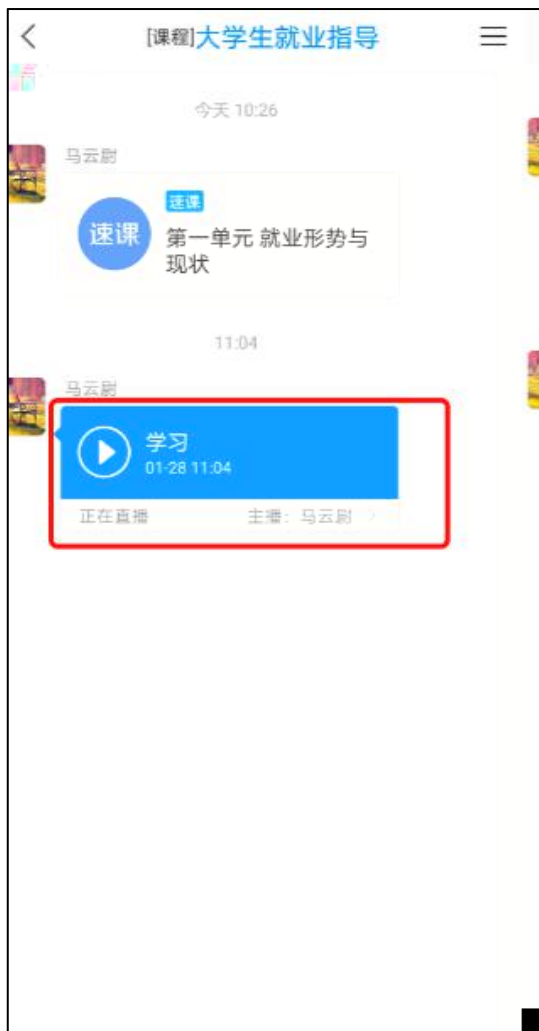 [课程]大学生就业指导
今天 10:26
马云尉
速课
速课
第一单元 就业形势与
现状
11:04
马云尉
学习
01-28 11:04
正在直播
主播：马云尉